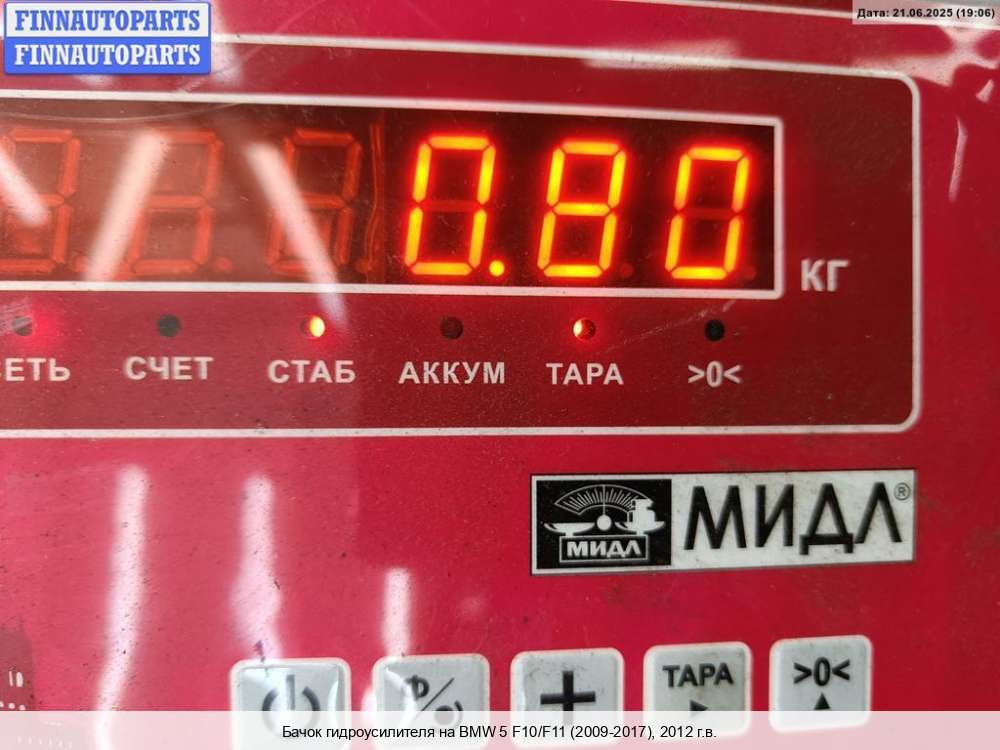 FINNAUTOPARTS
FINNAUTOPARTS
Дата: 21.06.2025 (19:06)
0.80
КГ
СЧЕТ
СТАБ
АККУМ
ТАРА
>0<
МИДЛ
МИДЛ®
ТАРА
>0<
Бачок гидроусилителя на BMW 5 F10/F11 (2009-2017), 2012 г.в.